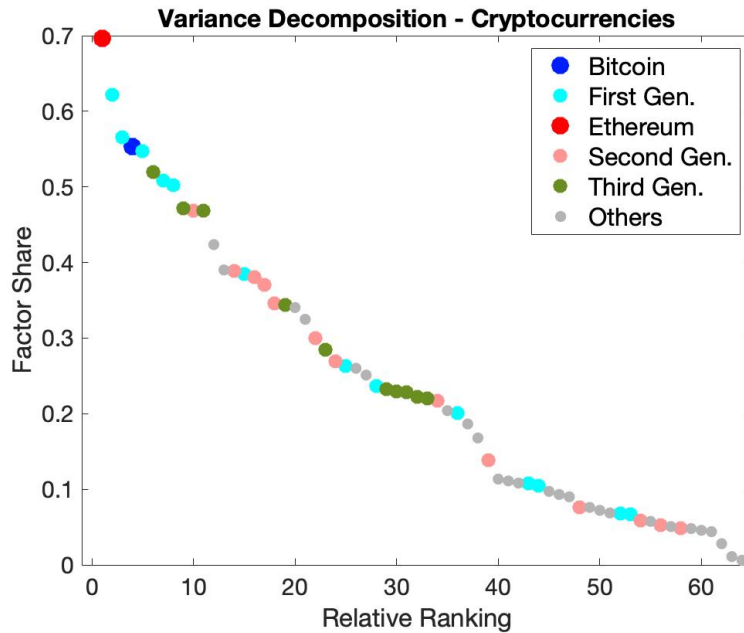 Variance Decomposition - Cryptocurrencies
0.7
0.6
0.5
0.4
0.3
0.2
0.1
0
Factor Share
Bitcoin
First Gen.
Ethereum
Second Gen.
Third Gen.
Others
0 10 20 30 40 50 60
Relative Ranking